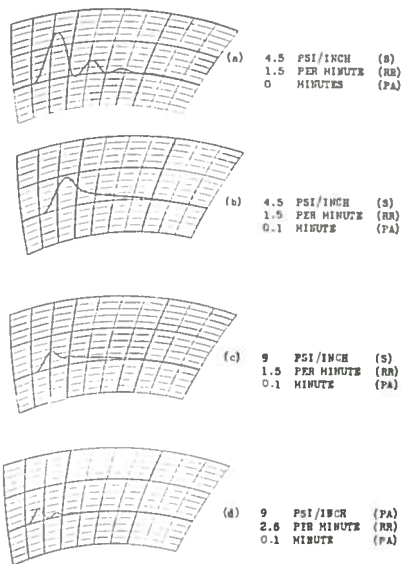 (a) 4.5 PSI/INCH (S)
1.5 PER MINUTE (RR)
0 MINUTES (PA)
(b) 4.5 PSI/INCH (S)
1.5 PER MINUTE (RR)
0.1 MINUTE (PA)
(c) 9 PSI/INCH (S)
1.5 PER MINUTE (RR)
0.1 MINUTE (PA)
(d) 9 PSI/INCH (PA)
2.6 PER MINUTE (RR)
0.1 MINUTE (PA)